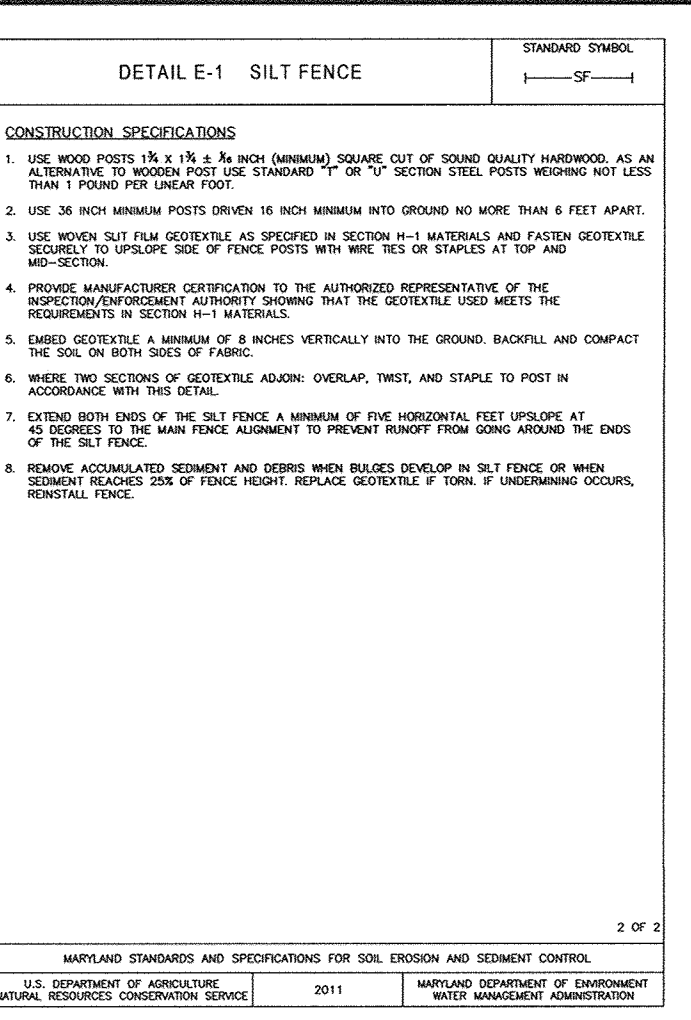 STANDARD SYMBOL
DETAIL E-1 SILT FENCE
SF
CONSTRUCTION SPECIFICATIONS
1. USE WOOD POSTS 1¾ X 1¾ ± 1⁄16 INCH (MINIMUM) SQUARE CUT OF SOUND QUALITY HARDWOOD. AS AN
ALTERNATIVE TO WOODEN POST USE STANDARD "T" OR "U" SECTION STEEL POSTS WEIGHING NOT LESS
THAN 1 POUND PER LINEAR FOOT.
2. USE 36 INCH MINIMUM POSTS DRIVEN 16 INCH MINIMUM INTO GROUND NO MORE THAN 6 FEET APART.
3. USE WOVEN SLIT FILM GEOTEXTILE AS SPECIFIED IN SECTION H-1 MATERIALS AND FASTEN GEOTEXTILE
SECURELY TO UPSLOPE SIDE OF FENCE POSTS WITH WIRE TIES OR STAPLES AT TOP AND
MID-SECTION.
4. PROVIDE MANUFACTURER CERTIFICATION TO THE AUTHORIZED REPRESENTATIVE OF THE
INSPECTION/ENFORCEMENT AUTHORITY SHOWING THAT THE GEOTEXTILE USED MEETS THE
REQUIREMENTS IN SECTION H-1 MATERIALS.
5. EMBED GEOTEXTILE A MINIMUM OF 8 INCHES VERTICALLY INTO THE GROUND. BACKFILL AND COMPACT
THE SOIL ON BOTH SIDES OF FABRIC.
6. WHERE TWO SECTIONS OF GEOTEXTILE ADJOIN: OVERLAP, TWIST, AND STAPLE TO POST IN
ACCORDANCE WITH THIS DETAIL.
7. EXTEND BOTH ENDS OF THE SILT FENCE A MINIMUM OF FIVE HORIZONTAL FEET UPSLOPE AT
45 DEGREES TO THE MAIN FENCE ALIGNMENT TO PREVENT RUNOFF FROM GOING AROUND THE ENDS
OF THE SILT FENCE.
8. REMOVE ACCUMULATED SEDIMENT AND DEBRIS WHEN BULGES DEVELOP IN SILT FENCE OR WHEN
SEDIMENT REACHES 25% OF FENCE HEIGHT. REPLACE GEOTEXTILE IF TORN. IF UNDERMINING OCCURS,
REINSTALL FENCE.
2 OF 2
MARYLAND STANDARDS AND SPECIFICATIONS FOR SOIL EROSION AND SEDIMENT CONTROL
U.S. DEPARTMENT OF AGRICULTURE
NATURAL RESOURCES CONSERVATION SERVICE
2011
MARYLAND DEPARTMENT OF ENVIRONMENT
WATER MANAGEMENT ADMINISTRATION